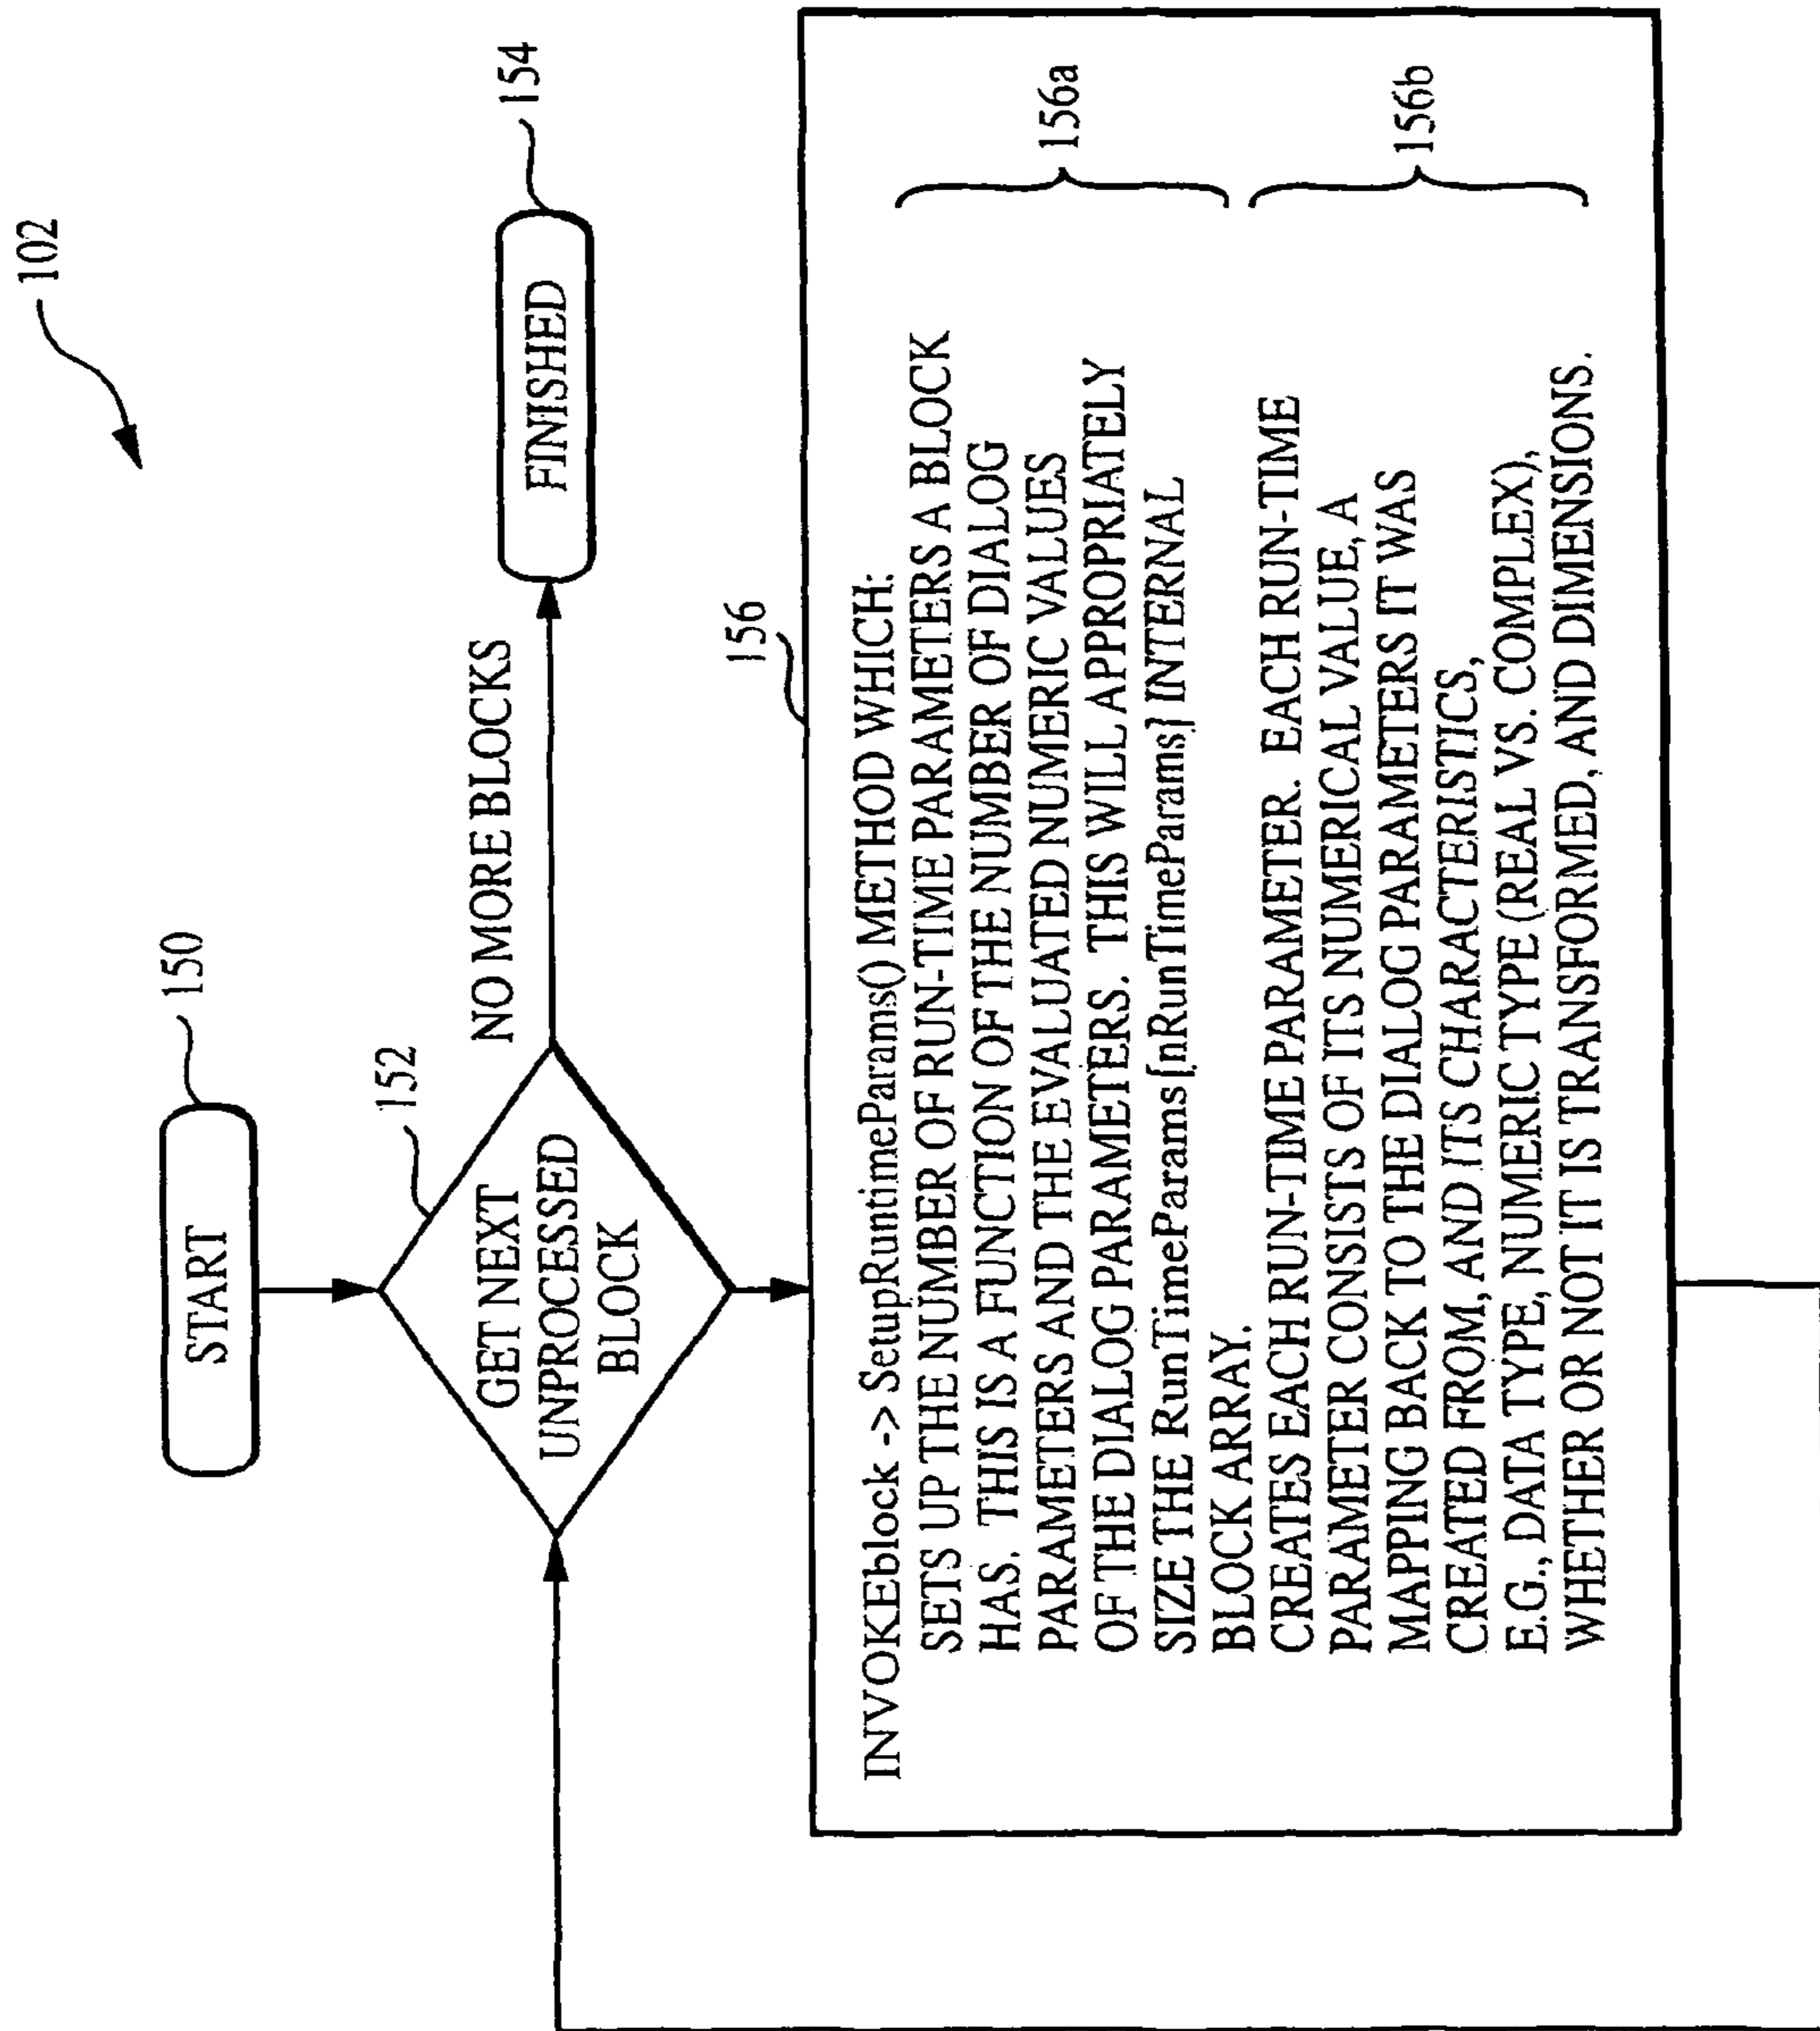 102
START
150
GET NEXT
UNPROCESSED
BLOCK
152
NO MORE BLOCKS
FINISHED
154
156
INVOKEblock -> SetupRuntimeParams() METHOD WHICH:
SETS UP THE NUMBER OF RUN-TIME PARAMETERS A BLOCK
HAS. THIS IS A FUNCTION OF THE NUMBER OF DIALOG
PARAMETERS AND THE EVALUATED NUMERIC VALUES
OF THE DIALOG PARAMETERS. THIS WILL APPROPRIATELY
SIZE THE RunTimeParams[nRunTimeParams] INTERNAL
BLOCK ARRAY.
156a
CREATES EACH RUN-TIME PARAMETER. EACH RUN-TIME
PARAMETER CONSISTS OF ITS NUMERICAL VALUE, A
MAPPING BACK TO THE DIALOG PARAMETERS IT WAS
CREATED FROM, AND ITS CHARACTERISTICS,
E.G., DATA TYPE, NUMERIC TYPE (REAL VS. COMPLEX),
WHETHER OR NOT IT IS TRANSFORMED, AND DIMENSIONS.
156b